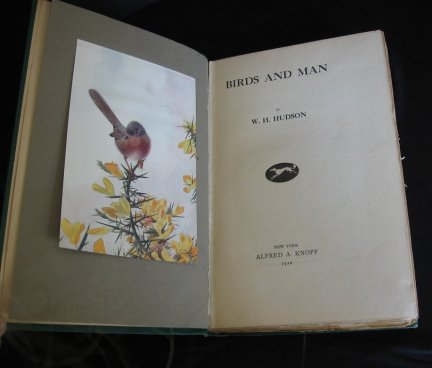 BIRDS AND MAN
BY
W. H. HUDSON
NEW YORK
ALFRED A. KNOPF